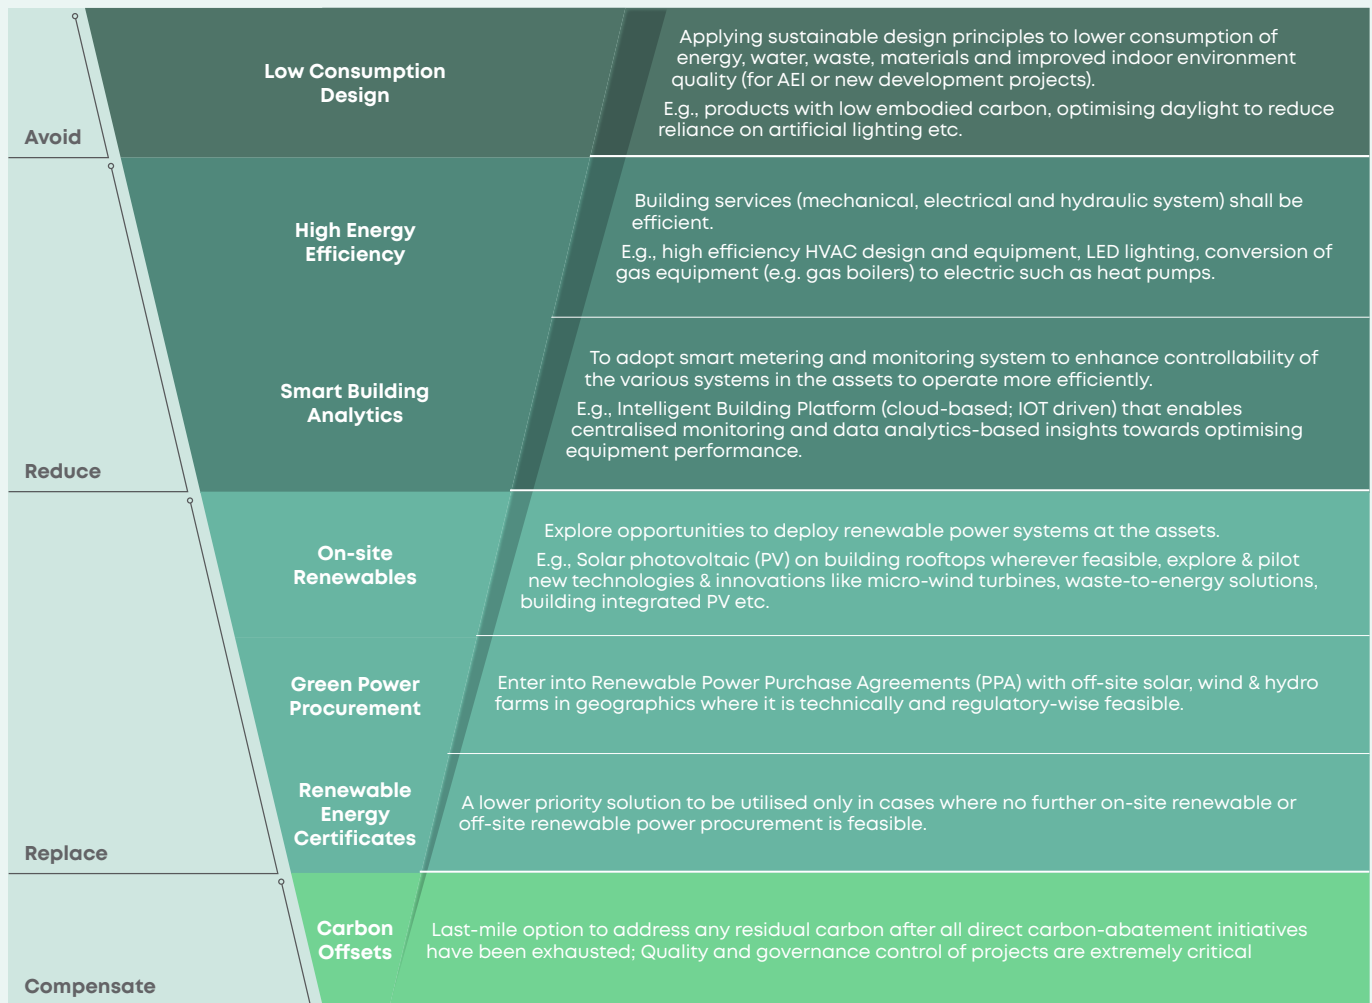 Low Consumption
Design
Applying sustainable design principles to lower consumption of
energy, water, waste, materials and improved indoor environment
quality (for AEI or new development projects).
E.g., products with low embodied carbon, optimising daylight to reduce
reliance on artificial lighting etc.
Avoid
High Energy
Efficiency
Building services (mechanical, electrical and hydraulic system) shall be
efficient.
E.g., high efficiency HVAC design and equipment, LED lighting, conversion of
gas equipment (e.g. gas boilers) to electric such as heat pumps.
Smart Building
Analytics
To adopt smart metering and monitoring system to enhance controllability of
the various systems in the assets to operate more efficiently.
E.g., Intelligent Building Platform (cloud-based; IOT driven) that enables
centralised monitoring and data analytics-based insights towards optimising
equipment performance.
Reduce
On-site
Renewables
Explore opportunities to deploy renewable power systems at the assets.
E.g., Solar photovoltaic (PV) on building rooftops wherever feasible, explore & pilot
new technologies & innovations like micro-wind turbines, waste-to-energy solutions,
building integrated PV etc.
Green Power
Procurement
Enter into Renewable Power Purchase Agreements (PPA) with off-site solar, wind & hydro
farms in geographics where it is technically and regulatory-wise feasible.
Renewable
Energy
Certificates
A lower priority solution to be utilised only in cases where no further on-site renewable or
off-site renewable power procurement is feasible.
Replace
Carbon
Offsets
Last-mile option to address any residual carbon after all direct carbon-abatement initiatives
have been exhausted; Quality and governance control of projects are extremely critical
Compensate